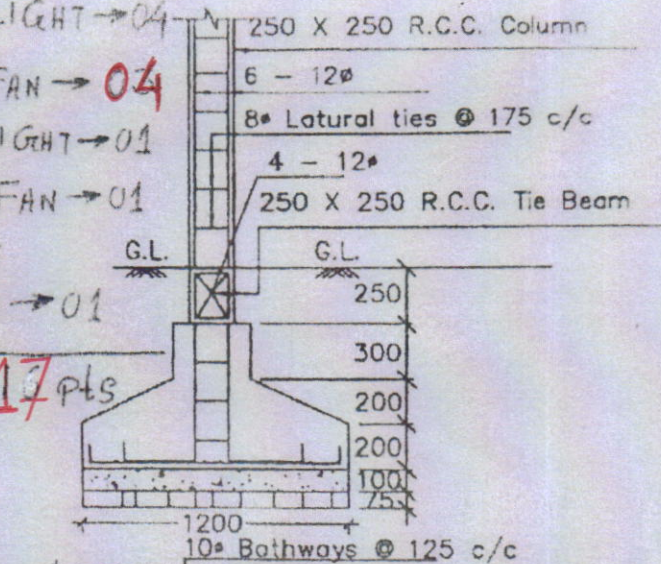 LIGHT → 04
250 X 250 R.C.C. Column
FAN → 04
6 - 12ø
8ø Latural ties @ 175 c/c
LIGHT → 01
4 - 12ø
FAN → 01
250 X 250 R.C.C. Tie Beam
G.L.
G.L.
→ 01
250
300
17 pts
200
200
100
75
1200
10ø Bathways @ 125 c/c